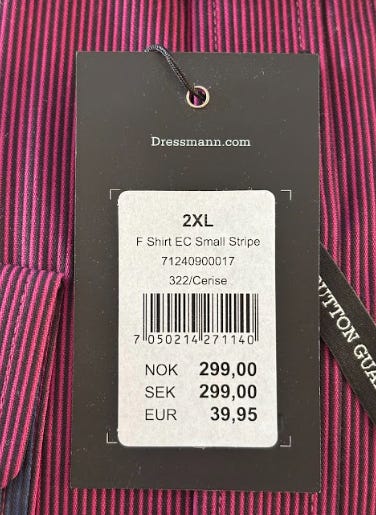 Dressmann.com
2XL
F Shirt EC Small Stripe
71240900017
322/Cerise
7 050214 271140
NOK 299,00
SEK 299,00
EUR 39,95
BUTTON GUA